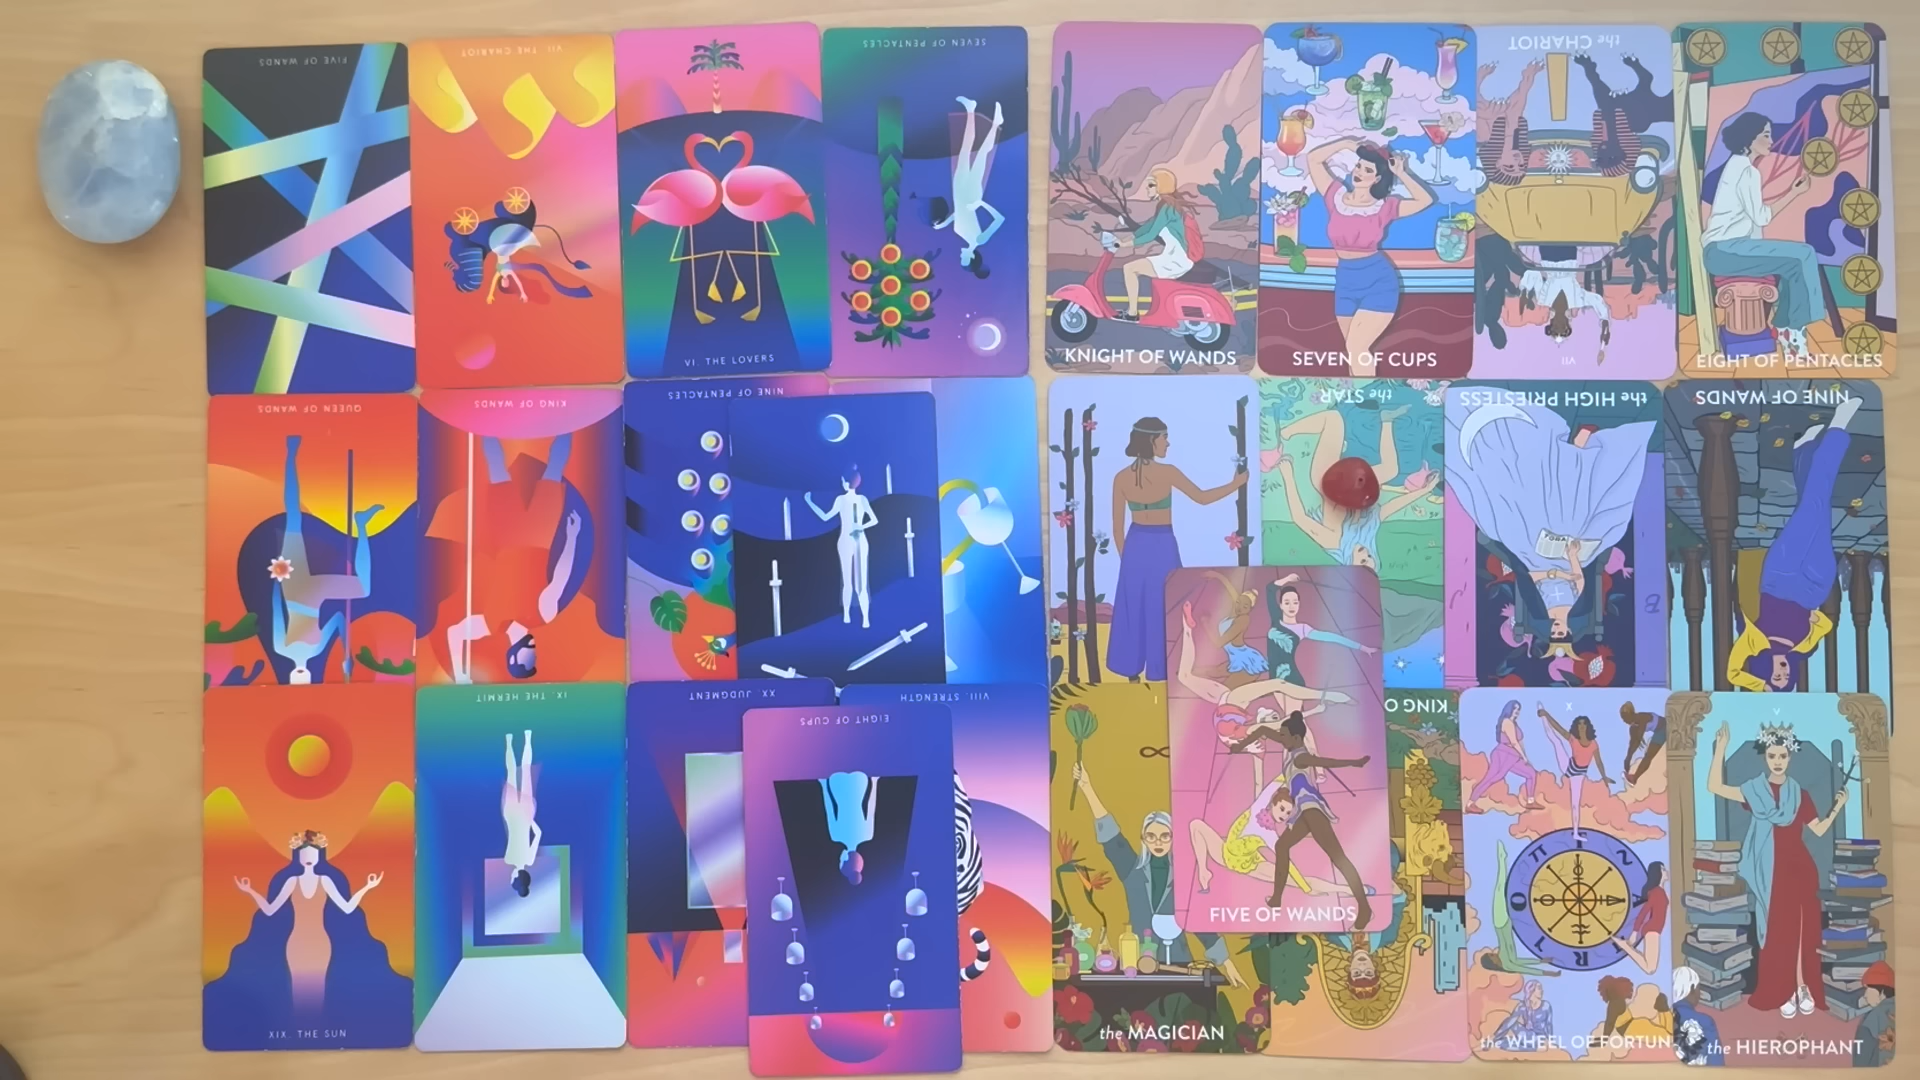 FIVE OF WANDS
VII. THE CHARIOT
VI. THE LOVERS
SEVEN OF PENTACLES
KNIGHT OF WANDS
SEVEN OF CUPS
the CHARIOT
VII
EIGHT OF PENTACLES
QUEEN OF WANDS
KING OF WANDS
NINE OF PENTACLES
the STAR
the HIGH PRIESTESS
TORA
B
NINE OF WANDS
XIX. THE SUN
IX. THE HERMIT
XX. JUDGMENT
EIGHT OF CUPS
VIII. STRENGTH
I
the MAGICIAN
FIVE OF WANDS
KING O
X
the WHEEL OF FORTUN
V
the HIEROPHANT